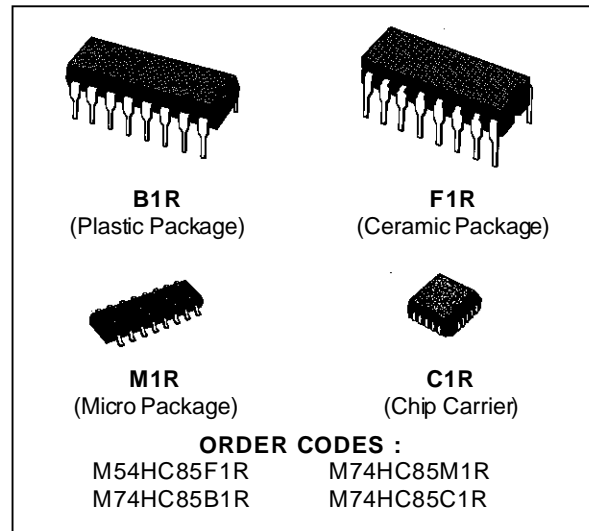 B1R
(Plastic Package)
F1R
(Ceramic Package)
M1R
(Micro Package)
C1R
(Chip Carrier)
ORDER CODES :
M54HC85F1R M74HC85M1R
M74HC85B1R M74HC85C1R